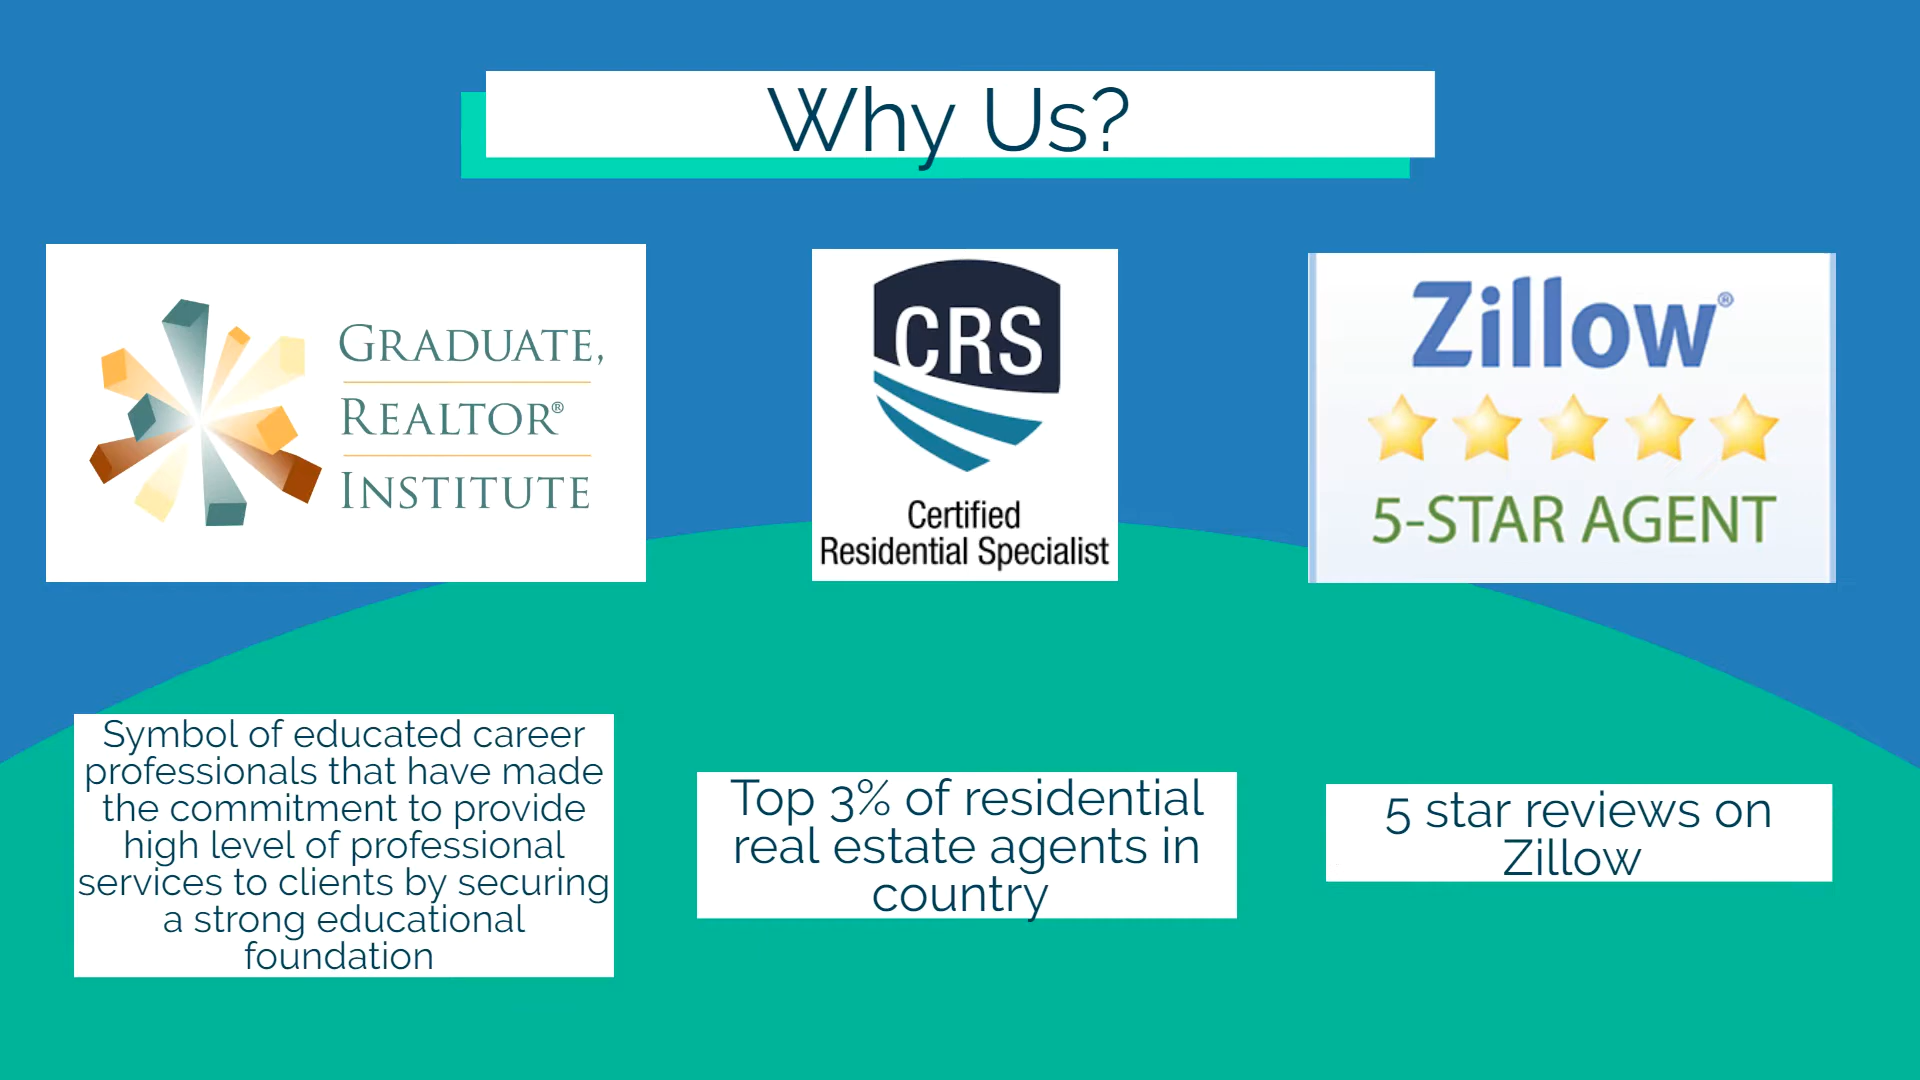 Why Us?
GRADUATE,
REALTOR®
INSTITUTE
CRS
Certified
Residential Specialist
Zillow®
5-STAR AGENT
Symbol of educated career
professionals that have made
the commitment to provide
high level of professional
services to clients by securing
a strong educational
foundation
Top 3% of residential
real estate agents in
country
5 star reviews on
Zillow